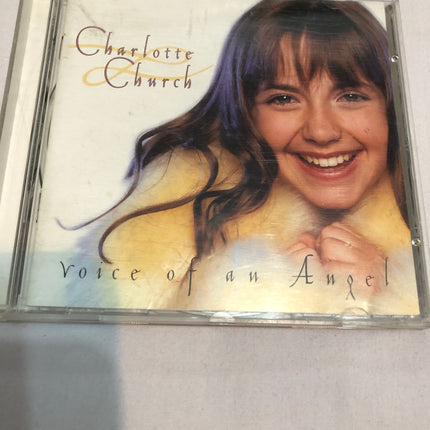 Charlotte
Church
Voice of an Angel